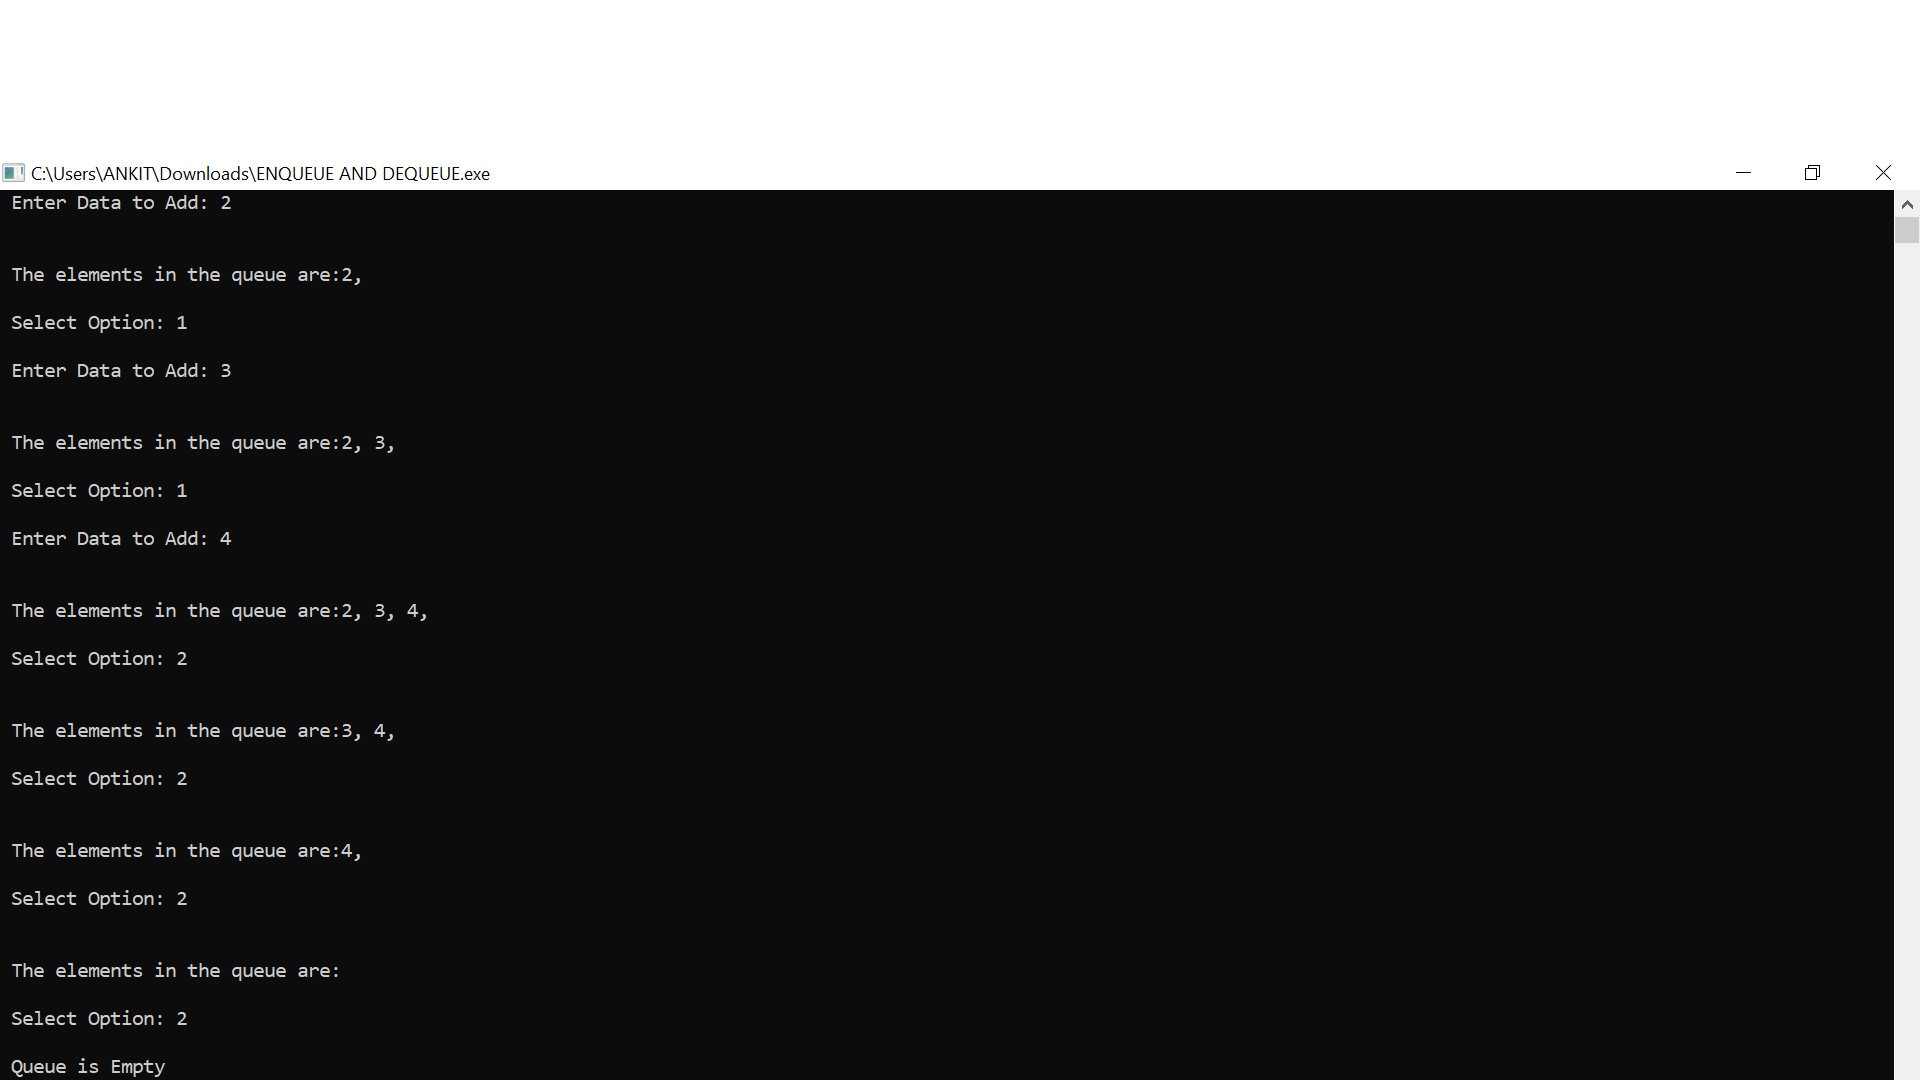 C:\Users\ANKIT\Downloads\ENQUEUE AND DEQUEUE.exe
Enter Data to Add: 2
The elements in the queue are:2,
Select Option: 1
Enter Data to Add: 3
The elements in the queue are:2, 3,
Select Option: 1
Enter Data to Add: 4
The elements in the queue are:2, 3, 4,
Select Option: 2
The elements in the queue are:3, 4,
Select Option: 2
The elements in the queue are:4,
Select Option: 2
The elements in the queue are:
Select Option: 2
Queue is Empty